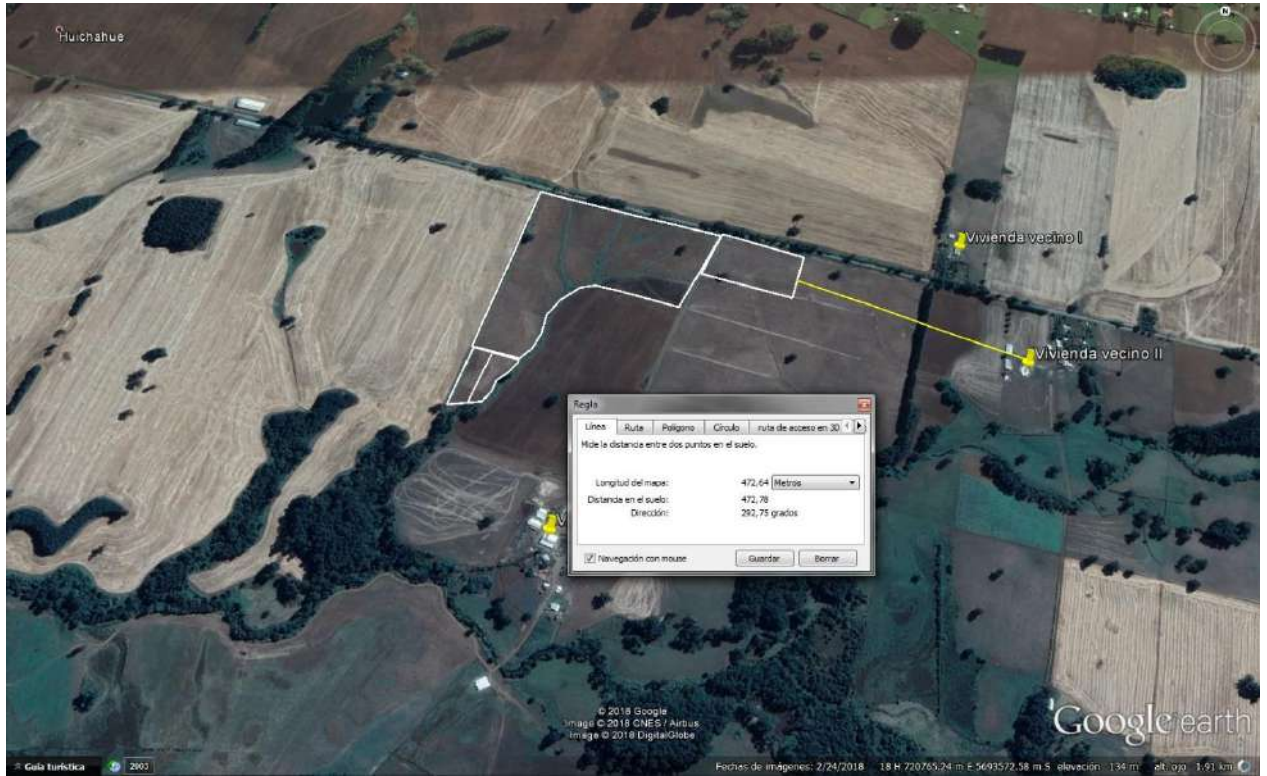 Huichahue
N
Vivienda vecino I
Vivienda vecino II
Regla
Línea Ruta Polígono Círculo ruta de acceso en 3D
Mide la distancia entre dos puntos en el suelo.
Longitud del mapa: 472,64 Metros
Distancia en el suelo: 472,78
Dirección: 292,75 grados
Navegación con mouse Guardar Borrar
V
© 2018 Google
Image © 2018 CNES / Airbus
Image © 2018 DigitalGlobe
Google earth
Guía turística 2003 Fechas de imágenes: 2/24/2018 18 H 720765.24 m E 5693572.58 m S elevación 134 m alt. ojo 1.91 km